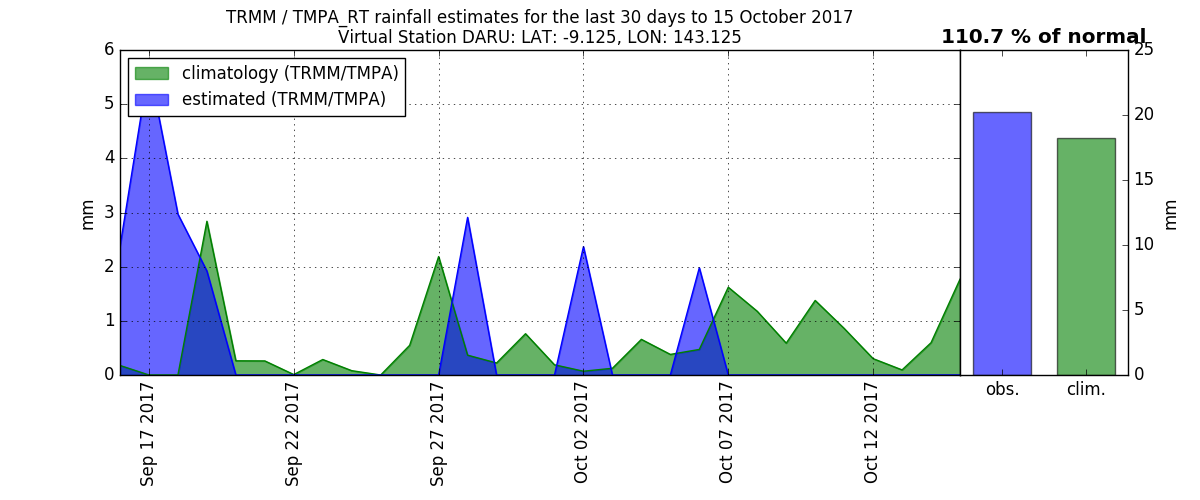 TRMM / TMPA_RT rainfall estimates for the last 30 days to 15 October 2017
Virtual Station DARU: LAT: -9.125, LON: 143.125
110.7 % of normal
climatology (TRMM/TMPA)
estimated (TRMM/TMPA)
mm
6
5
4
3
2
1
0
Sep 17 2017
Sep 22 2017
Sep 27 2017
Oct 02 2017
Oct 07 2017
Oct 12 2017
25
20
15
10
5
0
mm
obs.
clim.